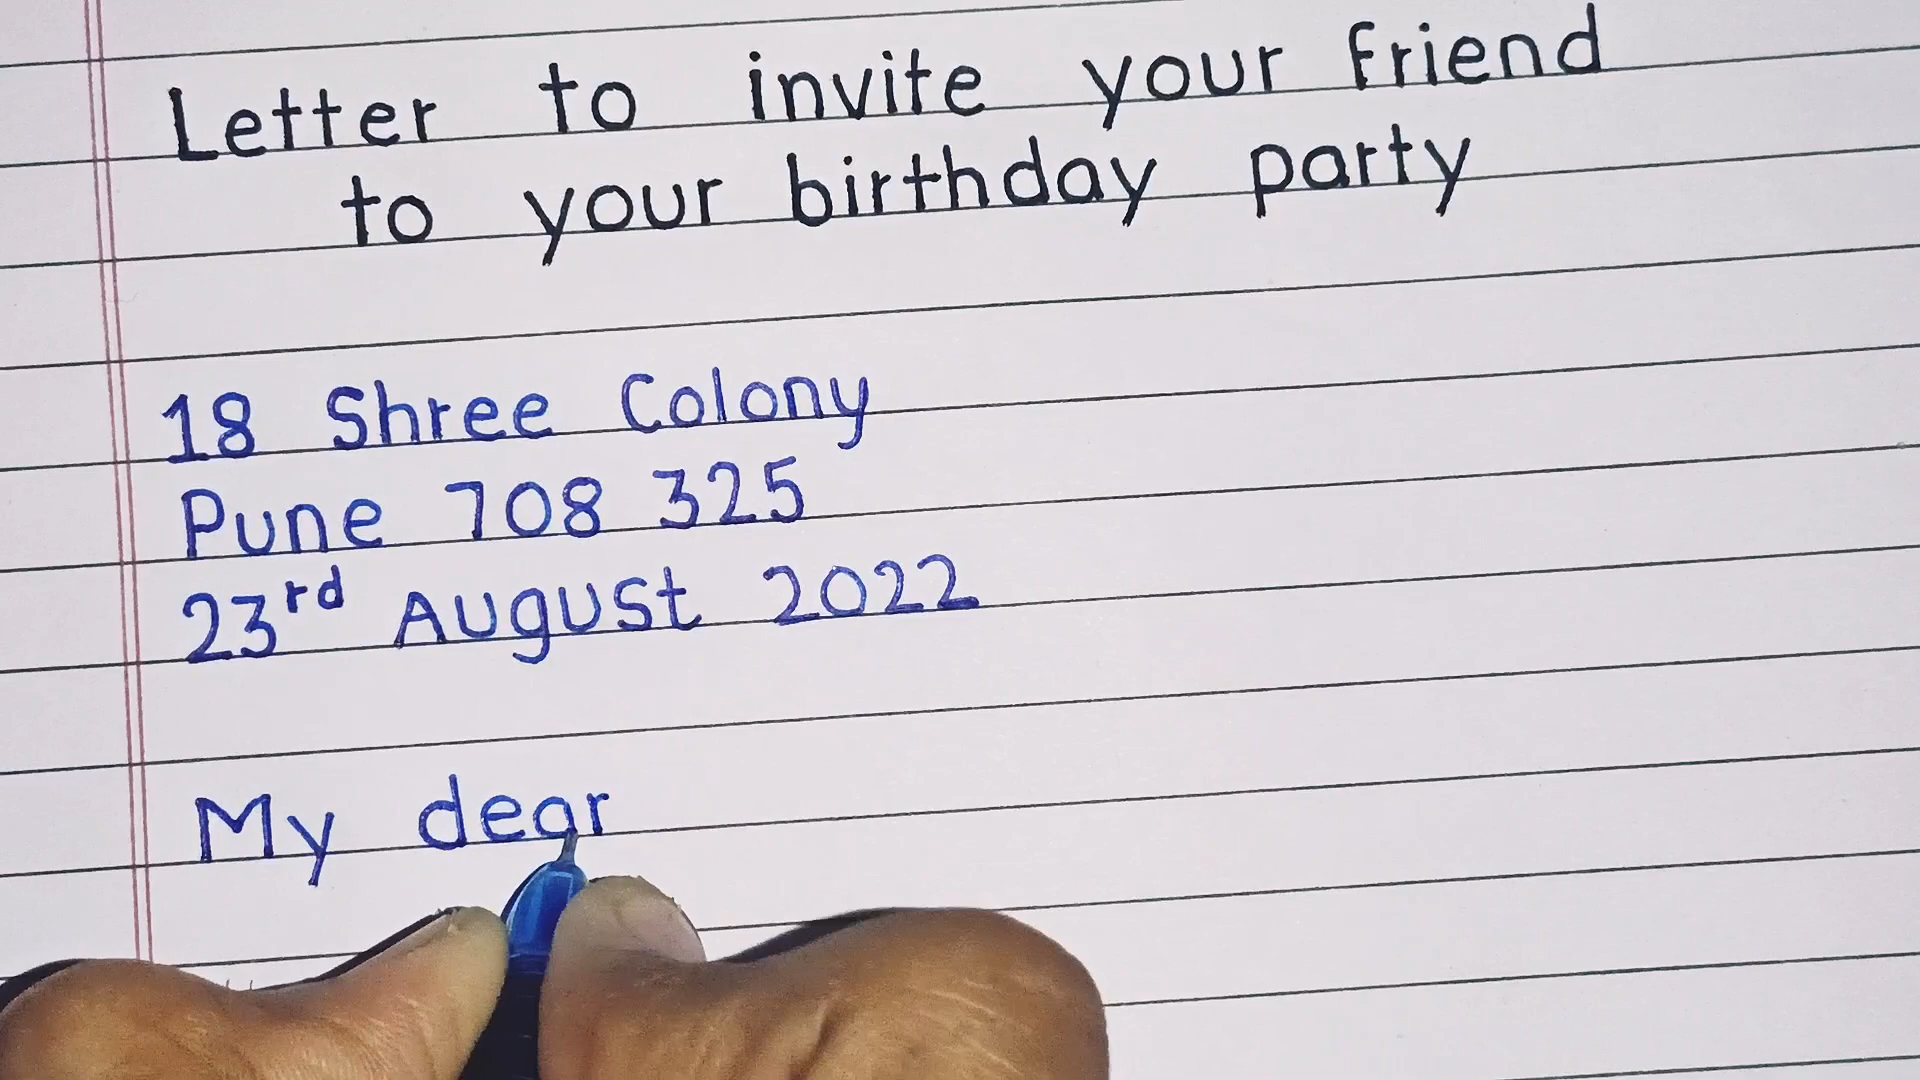 Letter to invite your friend
to your birthday party
18 Shree Colony
Pune 708 325
23rd August 2022
My dear